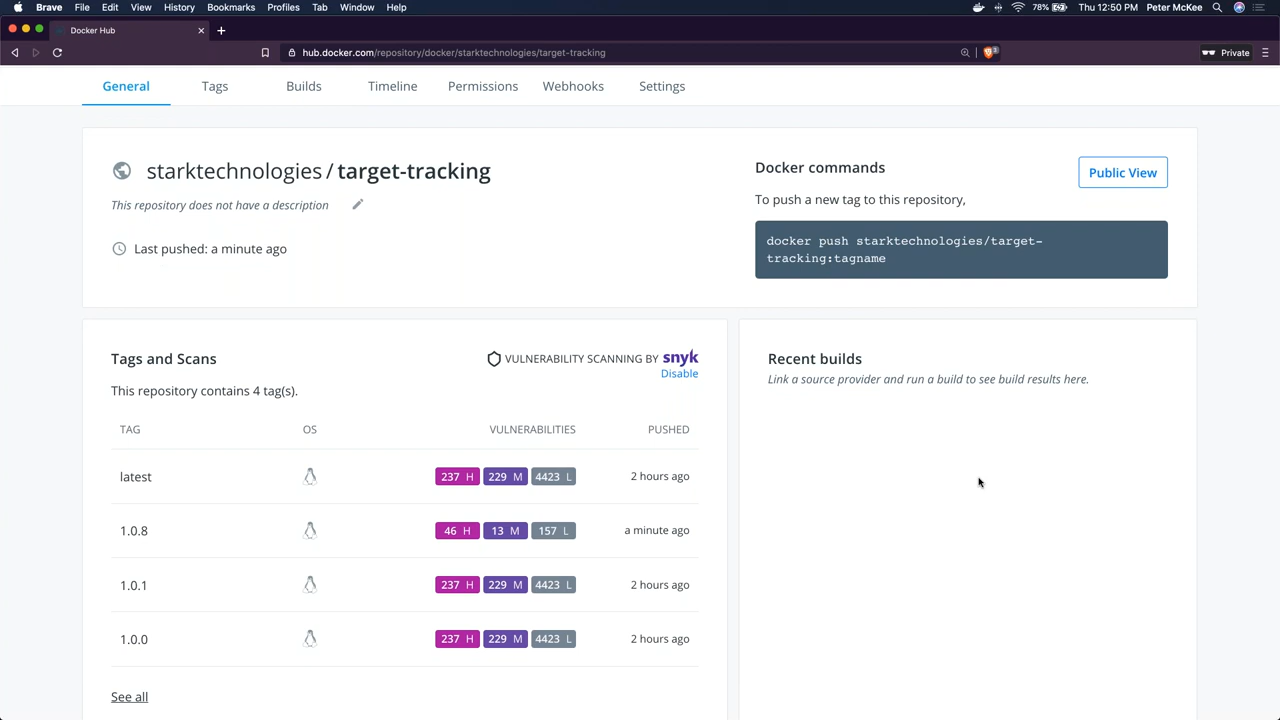 Brave File Edit View History Bookmarks Profiles Tab Window Help 78% Thu 12:50 PM Peter McKee
Docker Hub
hub.docker.com/repository/docker/starktechnologies/target-tracking Private
General Tags Builds Timeline Permissions Webhooks Settings
starktechnologies / target-tracking
This repository does not have a description
Last pushed: a minute ago
Docker commands
Public View
To push a new tag to this repository,
docker push starktechnologies/target-
tracking:tagname
Tags and Scans
VULNERABILITY SCANNING BY snyk
Disable
This repository contains 4 tag(s).
TAG OS VULNERABILITIES PUSHED
latest 237 H 229 M 4423 L 2 hours ago
1.0.8 46 H 13 M 157 L a minute ago
1.0.1 237 H 229 M 4423 L 2 hours ago
1.0.0 237 H 229 M 4423 L 2 hours ago
See all
Recent builds
Link a source provider and run a build to see build results here.